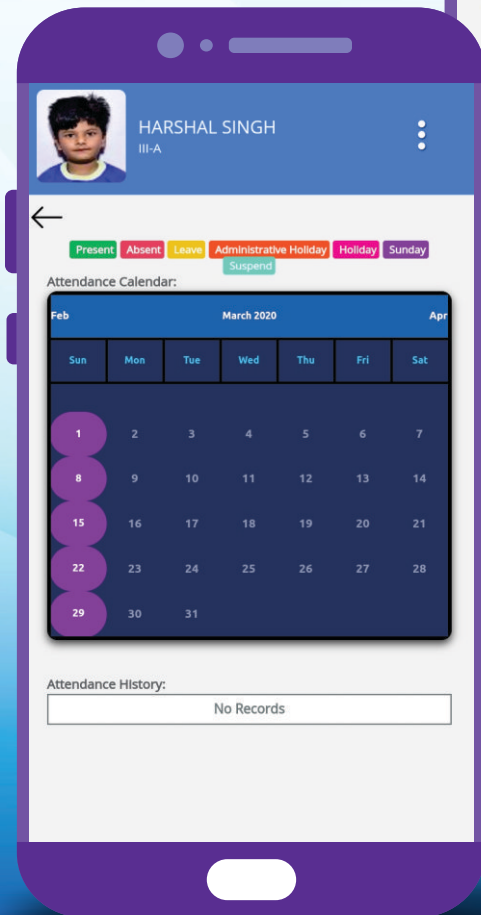 HARSHAL SINGH
III-A
Present Absent Leave Administrative Holiday Holiday Sunday
Suspend
Attendance Calendar:
Feb March 2020 Apr
Sun Mon Tue Wed Thu Fri Sat
1 2 3 4 5 6 7
8 9 10 11 12 13 14
15 16 17 18 19 20 21
22 23 24 25 26 27 28
29 30 31
Attendance History:
No Records